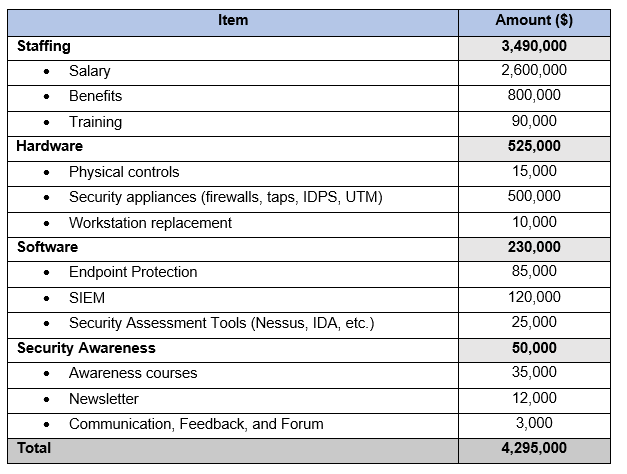 Item Amount ($)
Staffing 3,490,000
• Salary 2,600,000
• Benefits 800,000
• Training 90,000
Hardware 525,000
• Physical controls 15,000
• Security appliances (firewalls, taps, IDPS, UTM) 500,000
• Workstation replacement 10,000
Software 230,000
• Endpoint Protection 85,000
• SIEM 120,000
• Security Assessment Tools (Nessus, IDA, etc.) 25,000
Security Awareness 50,000
• Awareness courses 35,000
• Newsletter 12,000
• Communication, Feedback, and Forum 3,000
Total 4,295,000